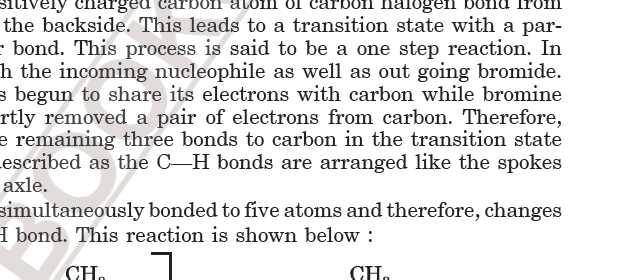 sitively charged carbon atom of carbon halogen bond from
the backside. This leads to a transition state with a par-
r bond. This process is said to be a one step reaction. In
h the incoming nucleophile as well as out going bromide.
s begun to share its electrons with carbon while bromine
rtly removed a pair of electrons from carbon. Therefore,
e remaining three bonds to carbon in the transition state
described as the C—H bonds are arranged like the spokes
axle.
simultaneously bonded to five atoms and therefore, changes
H bond. This reaction is shown below :
CH₃ CH₃
BOOK